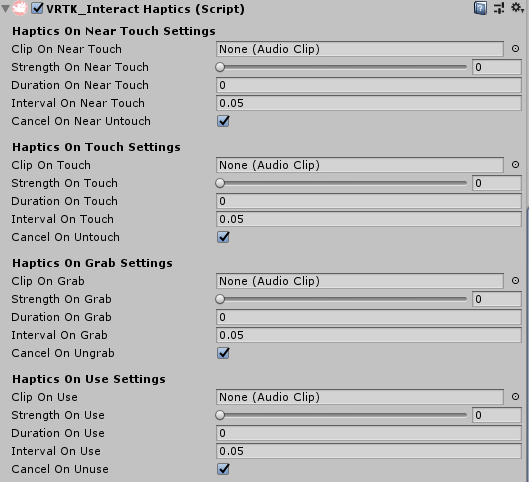 VRTK_Interact Haptics (Script)
Haptics On Near Touch Settings
Clip On Near Touch None (Audio Clip)
Strength On Near Touch 0
Duration On Near Touch 0
Interval On Near Touch 0.05
Cancel On Near Untouch
Haptics On Touch Settings
Clip On Touch None (Audio Clip)
Strength On Touch 0
Duration On Touch 0
Interval On Touch 0.05
Cancel On Untouch
Haptics On Grab Settings
Clip On Grab None (Audio Clip)
Strength On Grab 0
Duration On Grab 0
Interval On Grab 0.05
Cancel On Ungrab
Haptics On Use Settings
Clip On Use None (Audio Clip)
Strength On Use 0
Duration On Use 0
Interval On Use 0.05
Cancel On Unuse